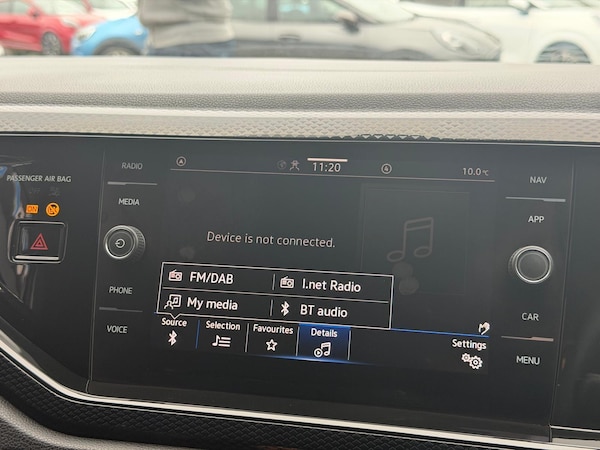 RADIO
11:20
10.0°C
NAV
PASSENGER AIR BAG
MEDIA
APP
ON
Device is not connected.
FM/DAB
I.net Radio
My media
BT audio
PHONE
CAR
VOICE
Source
Selection
Favourites
Details
Settings
MENU